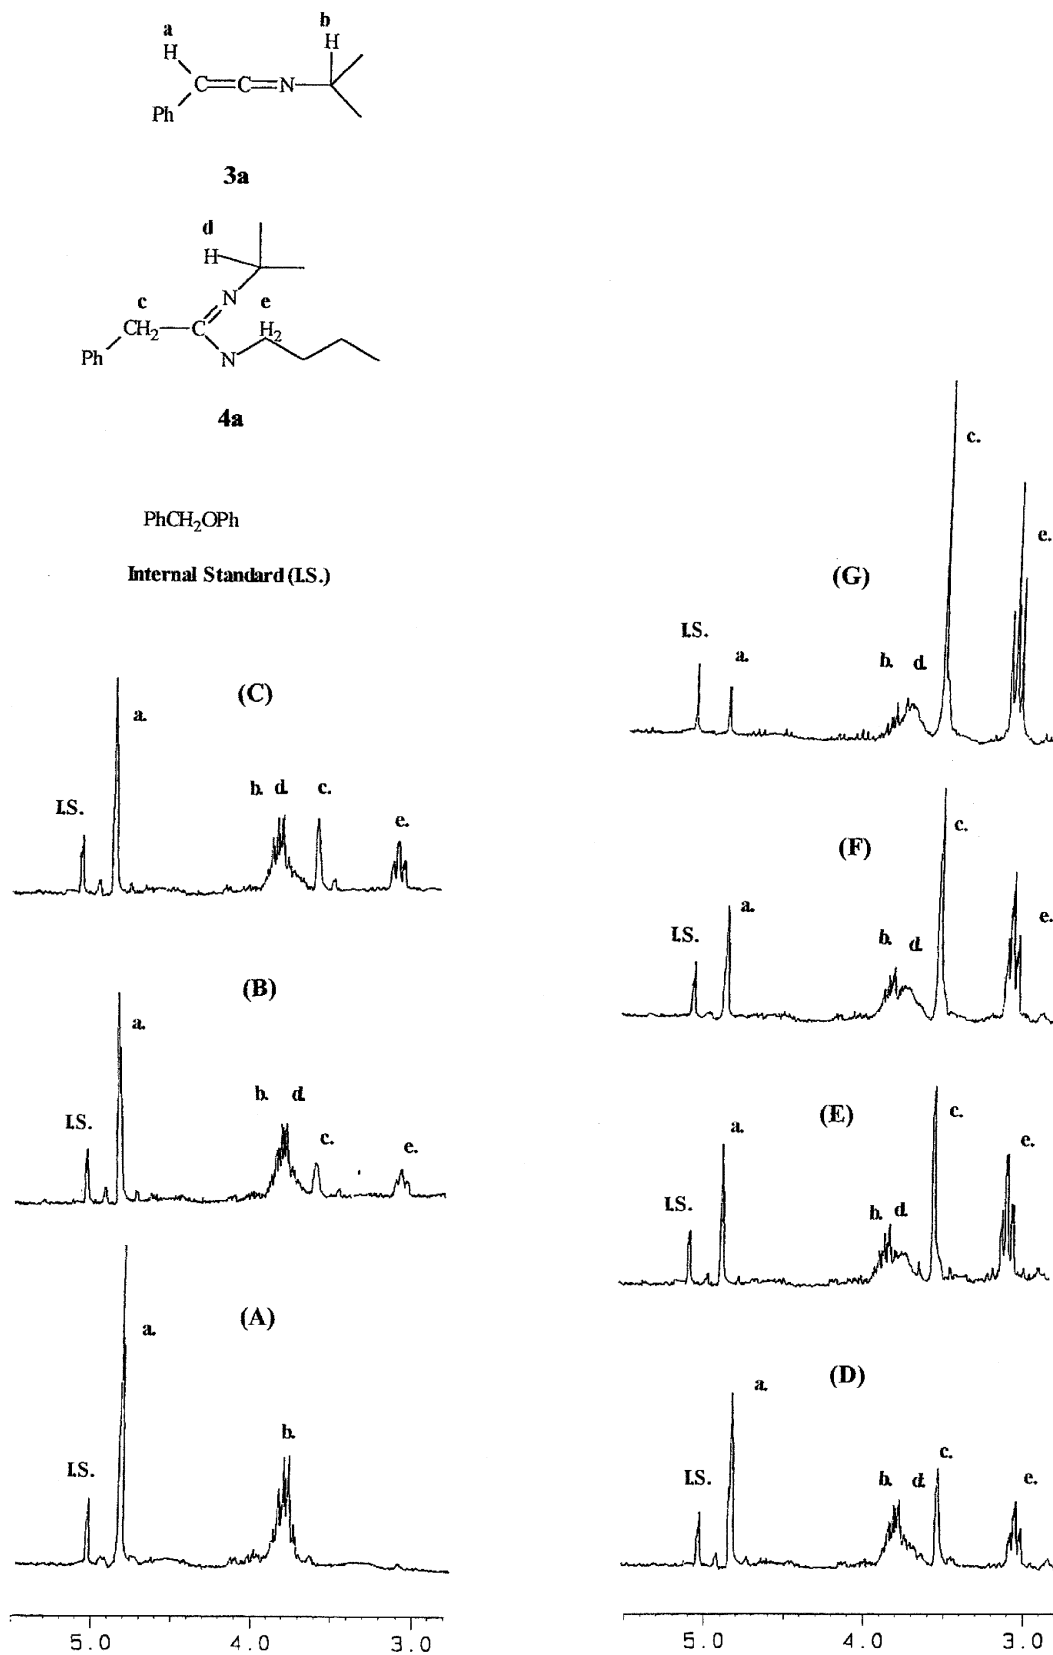 a
b
H
H
C=C=N
Ph
3a
d
H
N
c
e
CH2
C
H2
Ph
N
4a
PhCH2OPh
Internal Standard (I.S.)
(C)
a.
I.S.
b. d. c.
e.
(B)
a.
I.S.
b. d.
c.
e.
(A)
a.
I.S.
b.
5.0 4.0 3.0
(G)
c.
e.
I.S.
a.
b. d.
(F)
c.
a.
e.
I.S.
b. d.
(E)
c.
a.
e.
I.S.
b. d.
(D)
a.
I.S.
b. d. c.
e.
5.0 4.0 3.0